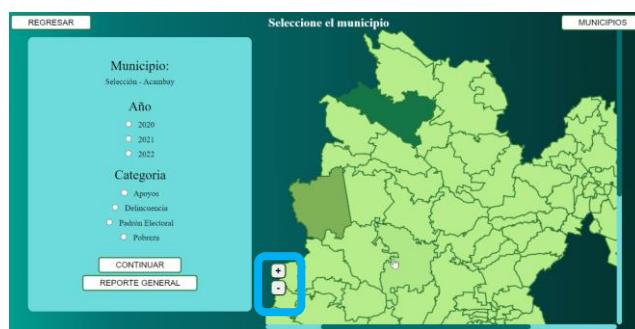 REGRESAR
Seleccione el municipio
MUNICIPIOS
Municipio:
Selección - Acambay
Año
2020
2021
2022
Categoria
Apoyos
Delincuencia
Padrón Electoral
Pobreza
CONTINUAR
REPORTE GENERAL
+
-